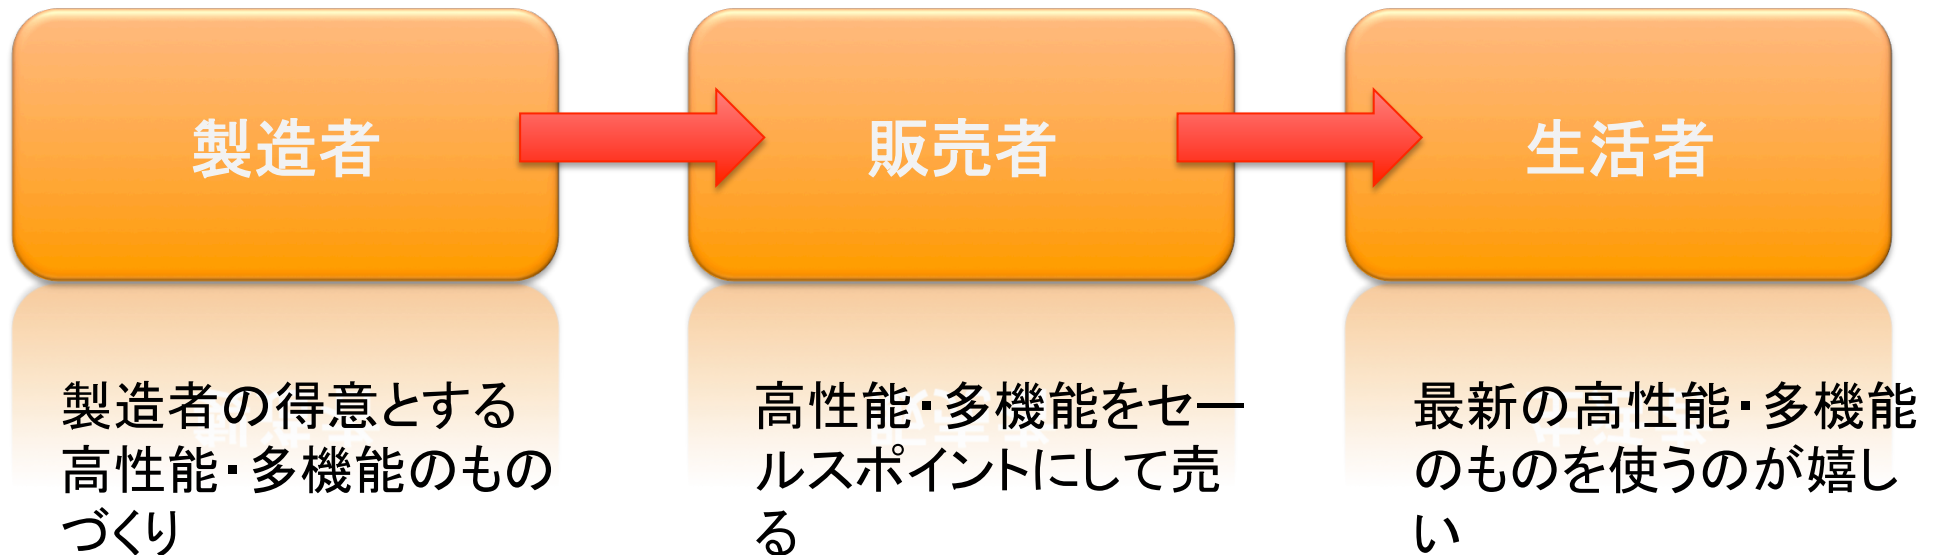 製造者
販売者
生活者
製造者の得意とする
高性能・多機能のもの
づくり
高性能・多機能をセー
ルスポイントにして売
る
最新の高性能・多機能
のものを使うのが嬉し
い